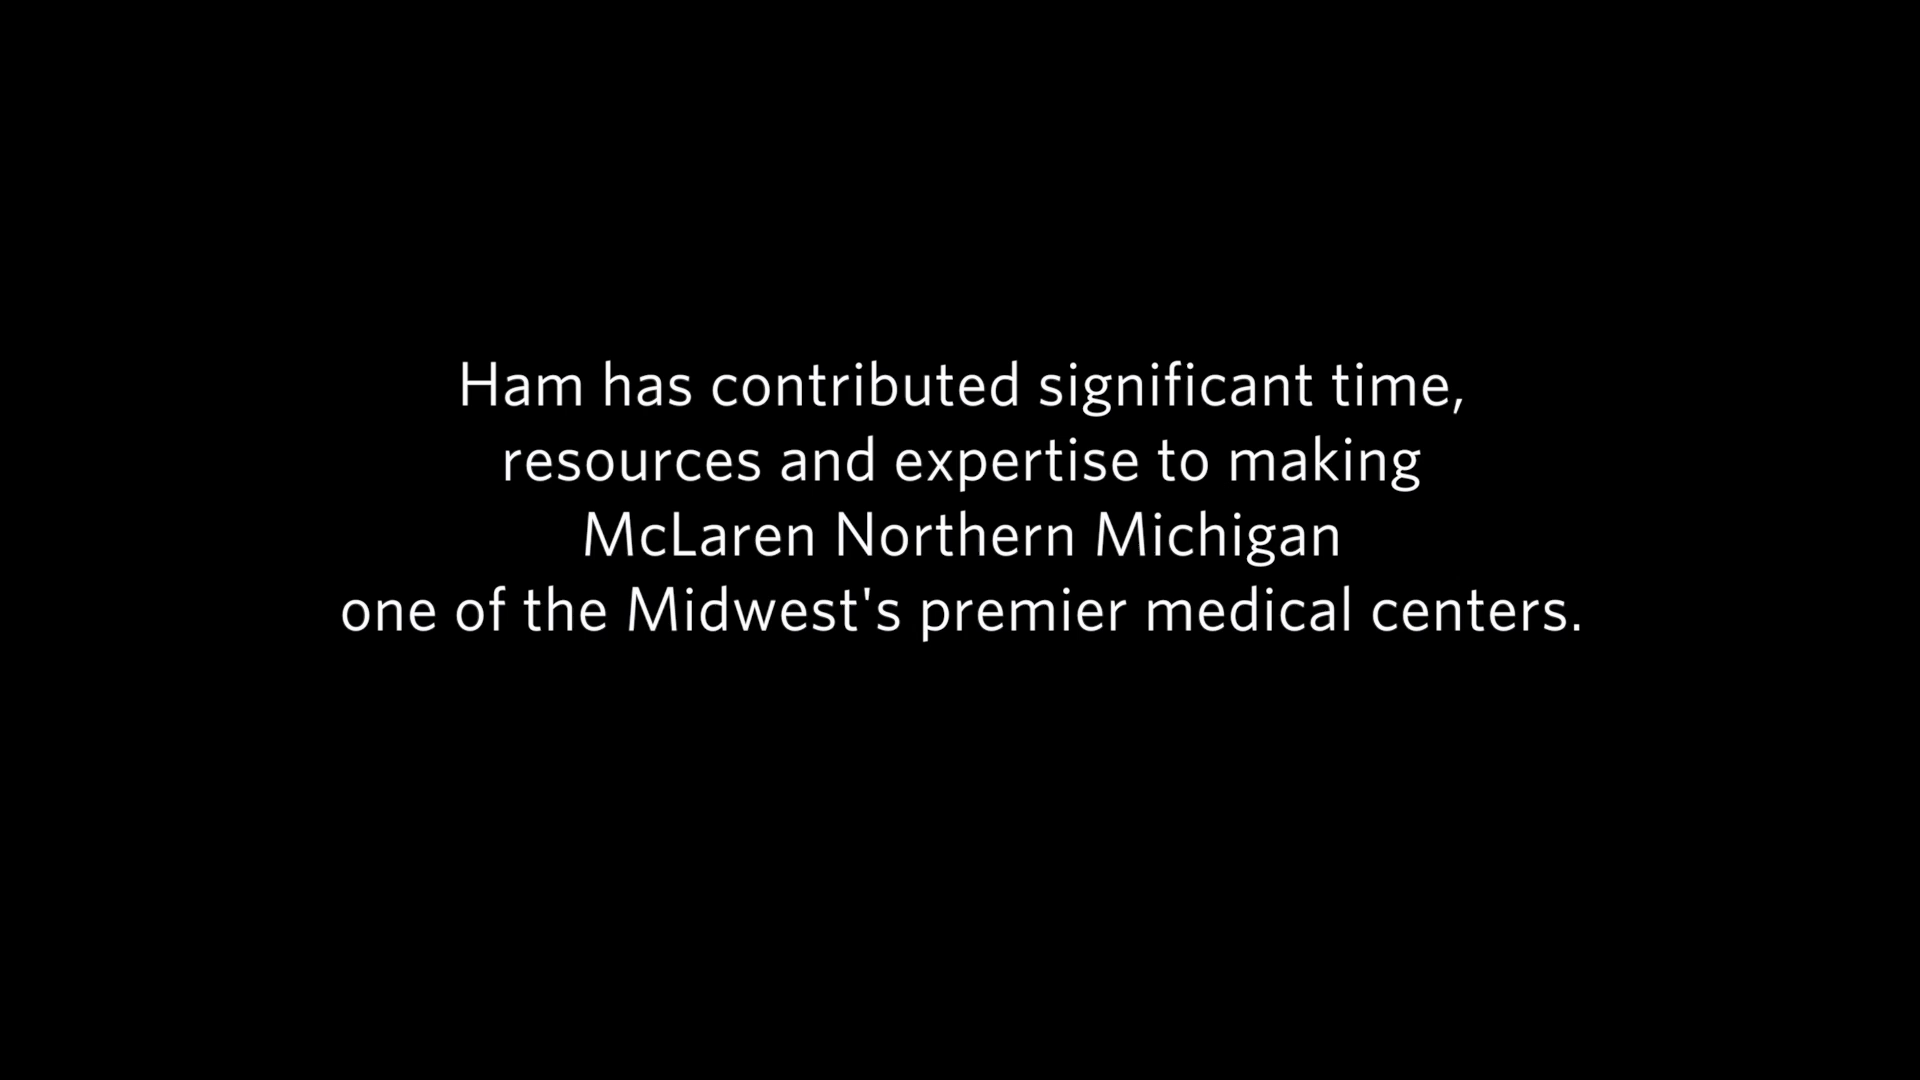 Ham has contributed significant time,
resources and expertise to making
McLaren Northern Michigan
one of the Midwest's premier medical centers.